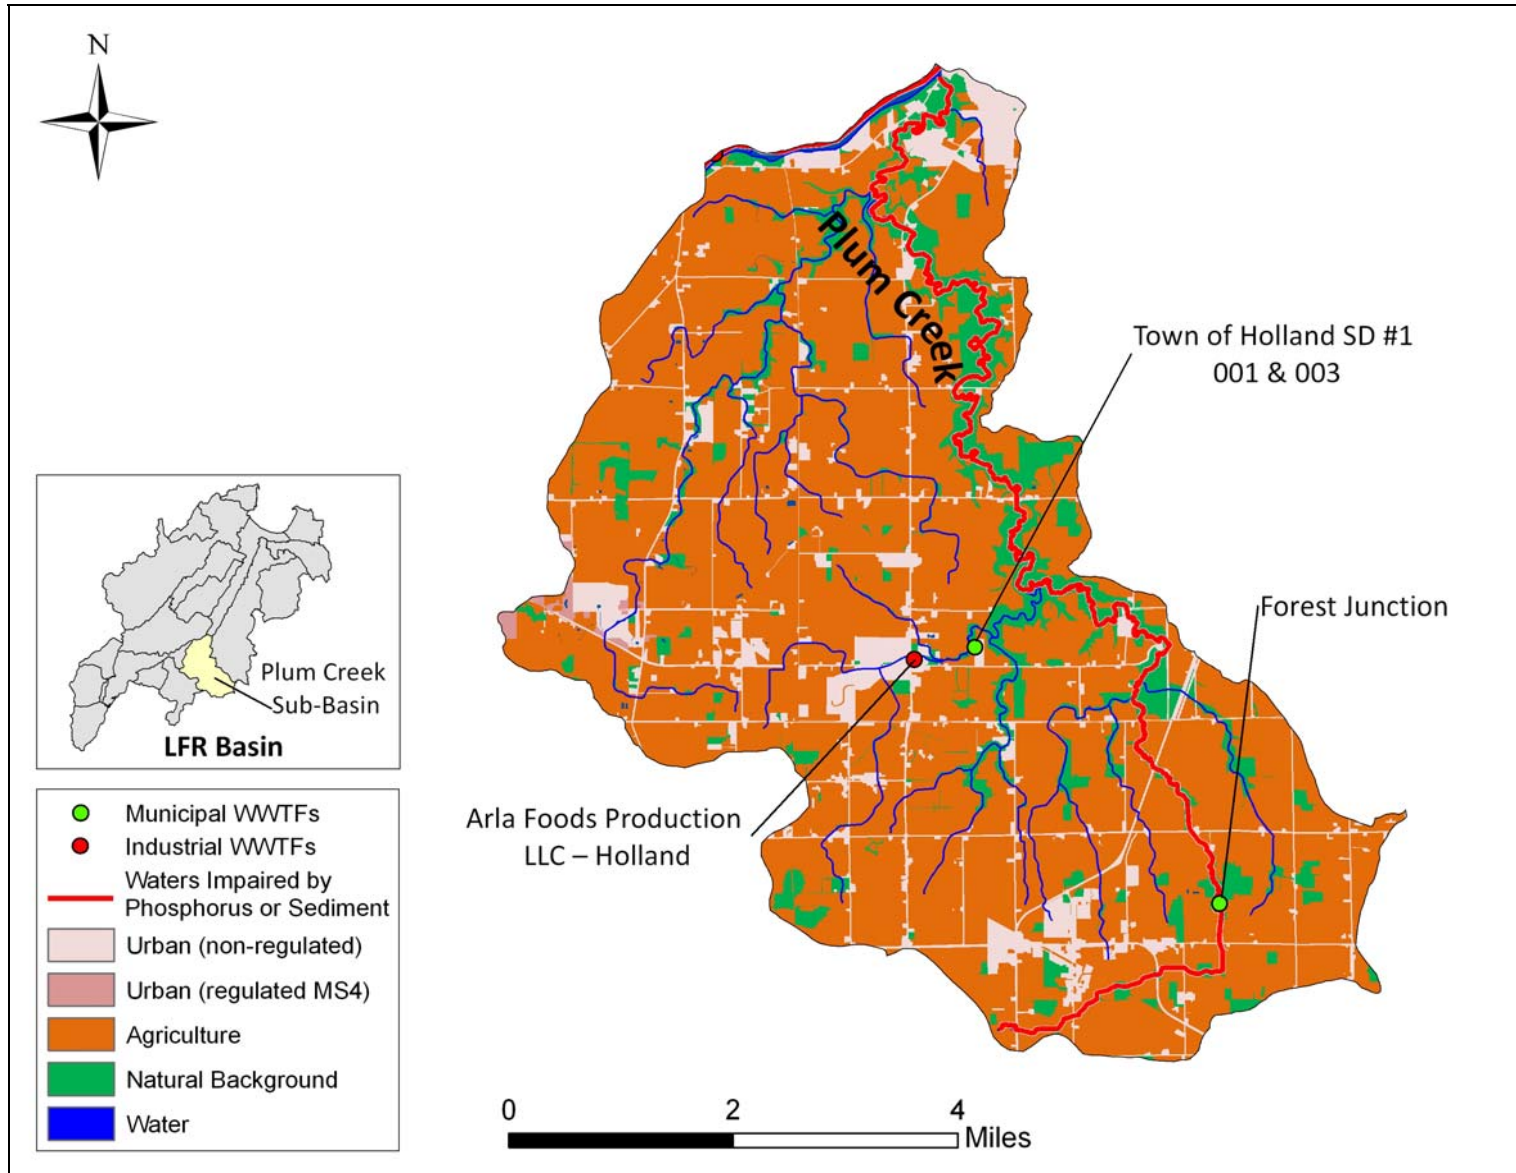 N
Plum Creek
Town of Holland SD #1
001 & 003
Forest Junction
Plum Creek
Sub-Basin
LFR Basin
Arla Foods Production
LLC – Holland
Municipal WWTFs
Industrial WWTFs
Waters Impaired by
Phosphorus or Sediment
Urban (non-regulated)
Urban (regulated MS4)
Agriculture
Natural Background
Water
0 2 4
Miles